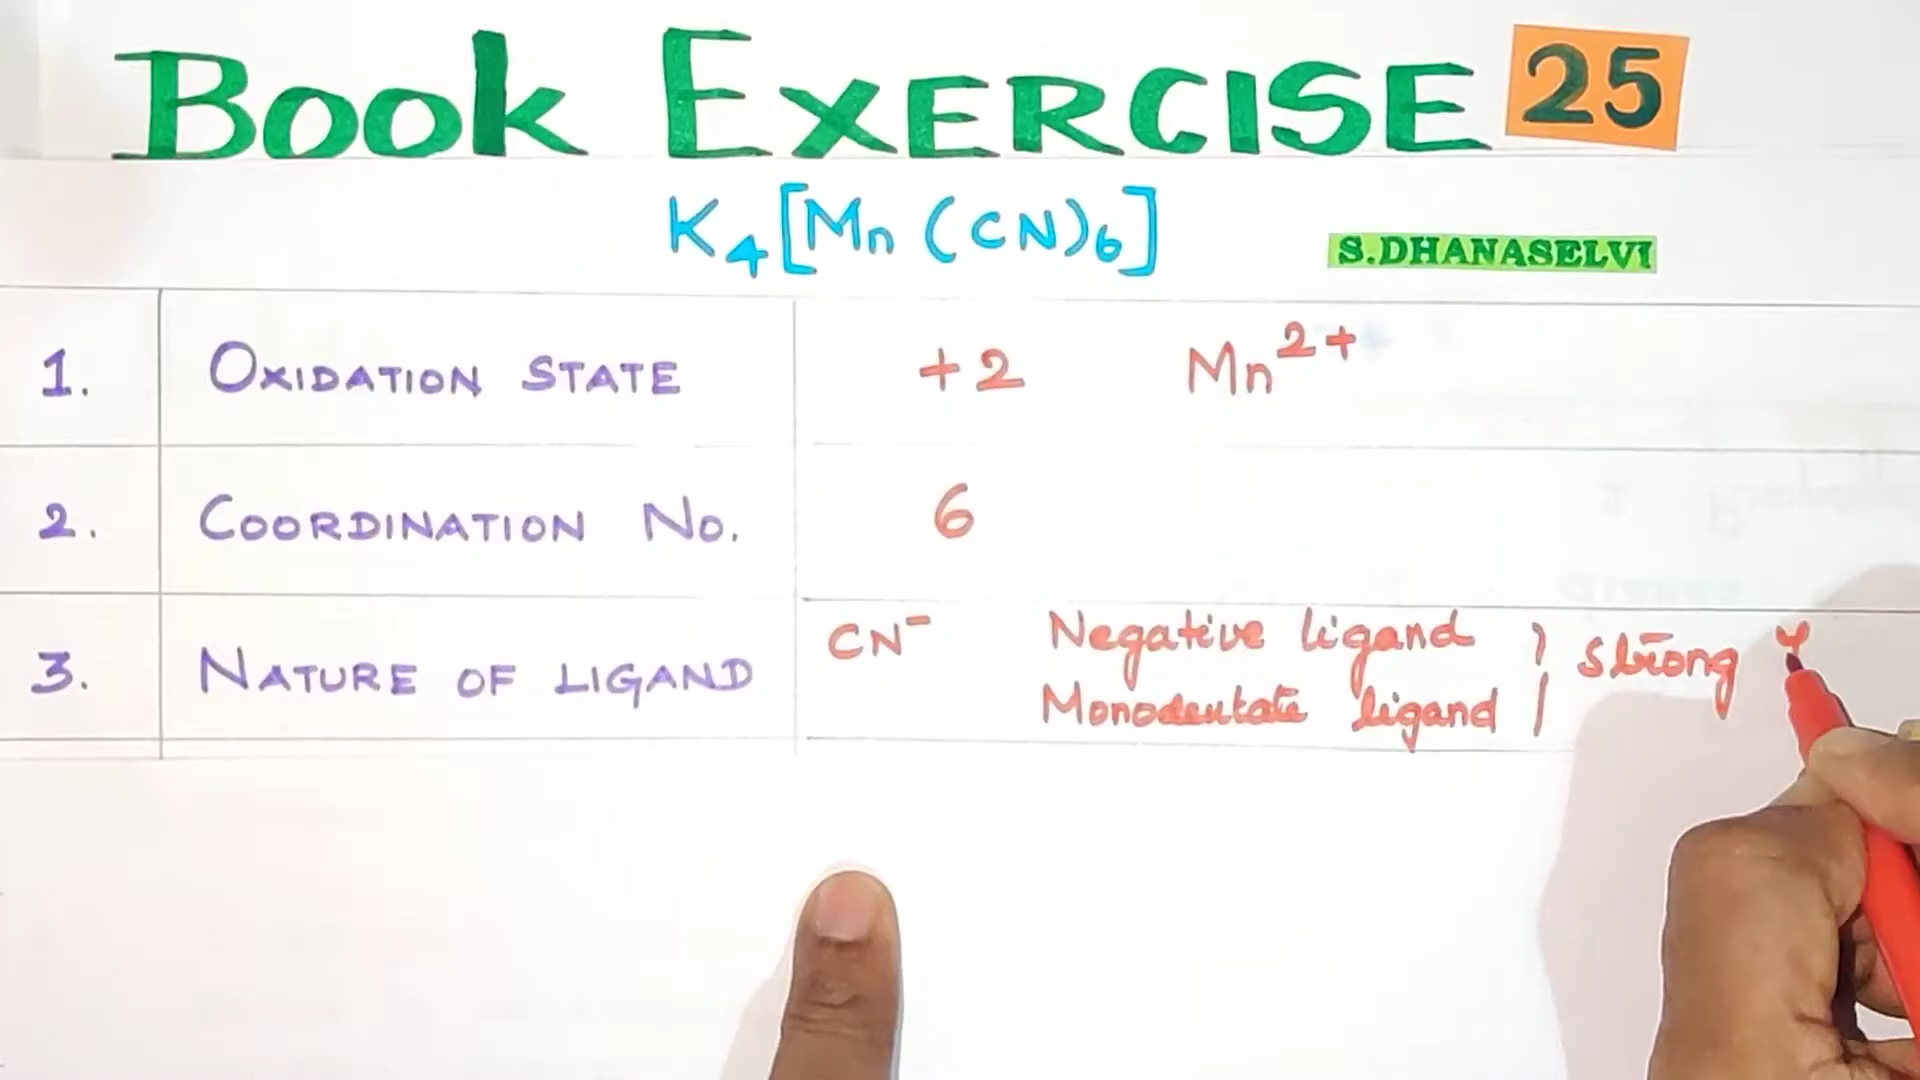 BOOK EXERCISE 25
K4[Mn (CN)6]
S.DHANASELVI
1. OXIDATION STATE +2 Mn2+
2. COORDINATION NO. 6
3. NATURE OF LIGAND CN- Negative ligand strong
Monodentate ligand